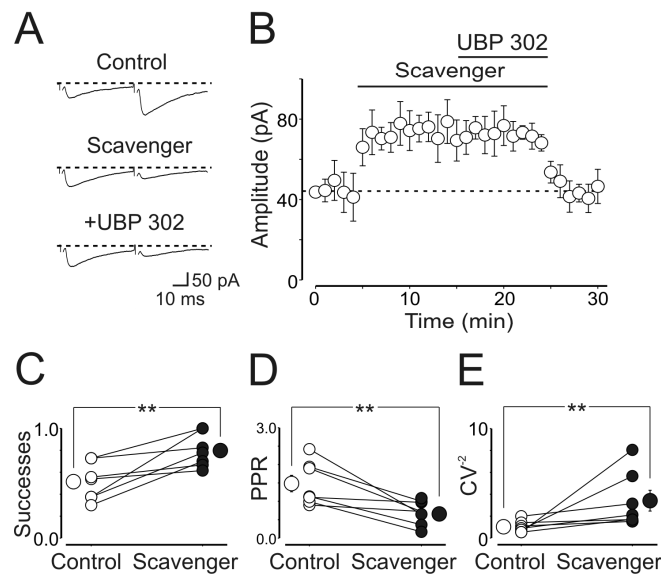 A
Control
Scavenger
+UBP 302
50 pA
10 ms
B
UBP 302
Scavenger
Amplitude (pA)
80
40
0
0 10 20 30
Time (min)
C
**
Successes
1.0
0.0
Control Scavenger
D
**
PPR
3.0
0.0
Control Scavenger
E
**
CV⁻²
10
0
Control Scavenger